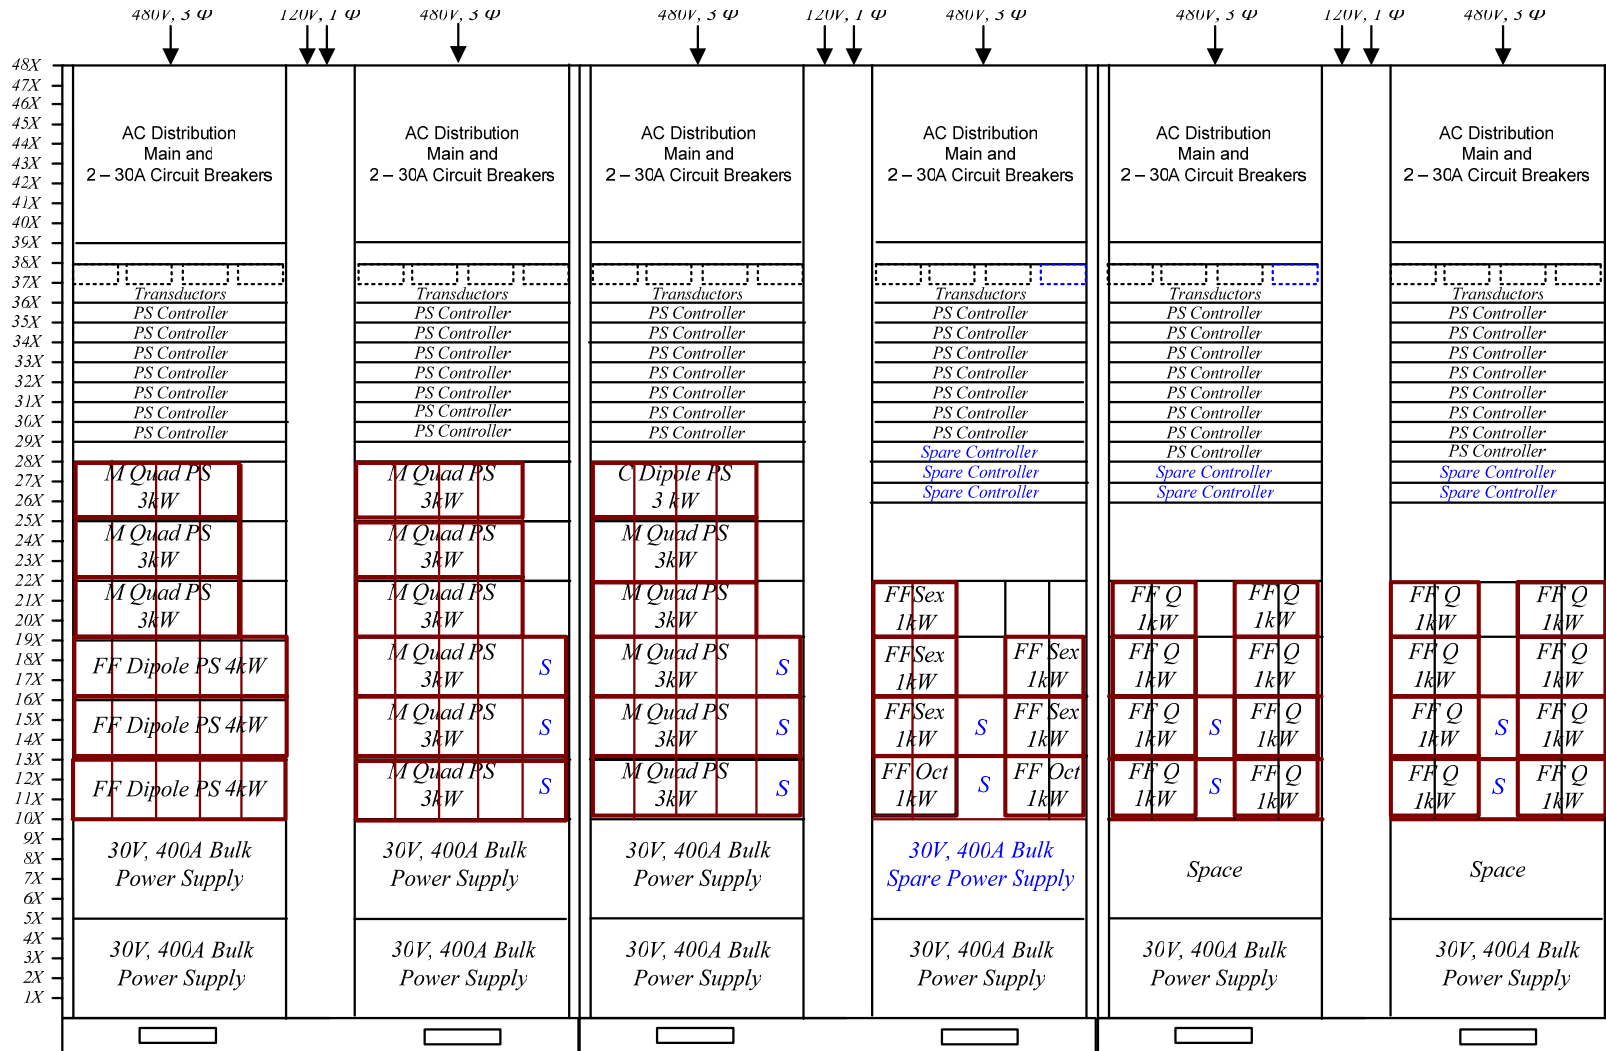 480V, 3 Φ
120V, 1 Φ
480V, 3 Φ
480V, 3 Φ
120V, 1 Φ
480V, 3 Φ
480V, 3 Φ
120V, 1 Φ
480V, 3 Φ
48X
47X
46X
45X
44X
43X
42X
41X
40X
39X
38X
37X
36X
35X
34X
33X
32X
31X
30X
29X
28X
27X
26X
25X
24X
23X
22X
21X
20X
19X
18X
17X
16X
15X
14X
13X
12X
11X
10X
9X
8X
7X
6X
5X
4X
3X
2X
1X
AC Distribution
Main and
2 – 30A Circuit Breakers
Transductors
PS Controller
PS Controller
PS Controller
PS Controller
PS Controller
PS Controller
PS Controller
M Quad PS
3kW
M Quad PS
3kW
M Quad PS
3kW
FF Dipole PS 4kW
FF Dipole PS 4kW
FF Dipole PS 4kW
30V, 400A Bulk
Power Supply
30V, 400A Bulk
Power Supply
AC Distribution
Main and
2 – 30A Circuit Breakers
Transductors
PS Controller
PS Controller
PS Controller
PS Controller
PS Controller
PS Controller
PS Controller
M Quad PS
3kW
M Quad PS
3kW
M Quad PS
3kW
M Quad PS
3kW
S
M Quad PS
3kW
S
M Quad PS
3kW
S
30V, 400A Bulk
Power Supply
30V, 400A Bulk
Power Supply
AC Distribution
Main and
2 – 30A Circuit Breakers
Transductors
PS Controller
PS Controller
PS Controller
PS Controller
PS Controller
PS Controller
PS Controller
C Dipole PS
3 kW
M Quad PS
3kW
M Quad PS
3kW
M Quad PS
3kW
S
M Quad PS
3kW
S
M Quad PS
3kW
S
30V, 400A Bulk
Power Supply
30V, 400A Bulk
Power Supply
AC Distribution
Main and
2 – 30A Circuit Breakers
Transductors
PS Controller
PS Controller
PS Controller
PS Controller
PS Controller
PS Controller
PS Controller
Spare Controller
Spare Controller
Spare Controller
FFSex
1kW
FFSex
1kW
FF Sex
1kW
FFSex
1kW
S
FF Sex
1kW
FF Oct
1kW
S
FF Oct
1kW
30V, 400A Bulk
Spare Power Supply
30V, 400A Bulk
Power Supply
AC Distribution
Main and
2 – 30A Circuit Breakers
Transductors
PS Controller
PS Controller
PS Controller
PS Controller
PS Controller
PS Controller
PS Controller
PS Controller
Spare Controller
Spare Controller
FF Q
1kW
FF Q
1kW
FF Q
1kW
FF Q
1kW
FF Q
1kW
S
FF Q
1kW
FF Q
1kW
S
FF Q
1kW
Space
30V, 400A Bulk
Power Supply
AC Distribution
Main and
2 – 30A Circuit Breakers
Transductors
PS Controller
PS Controller
PS Controller
PS Controller
PS Controller
PS Controller
PS Controller
PS Controller
Spare Controller
Spare Controller
FF Q
1kW
FF Q
1kW
FF Q
1kW
FF Q
1kW
FF Q
1kW
S
FF Q
1kW
FF Q
1kW
S
FF Q
1kW
Space
30V, 400A Bulk
Power Supply